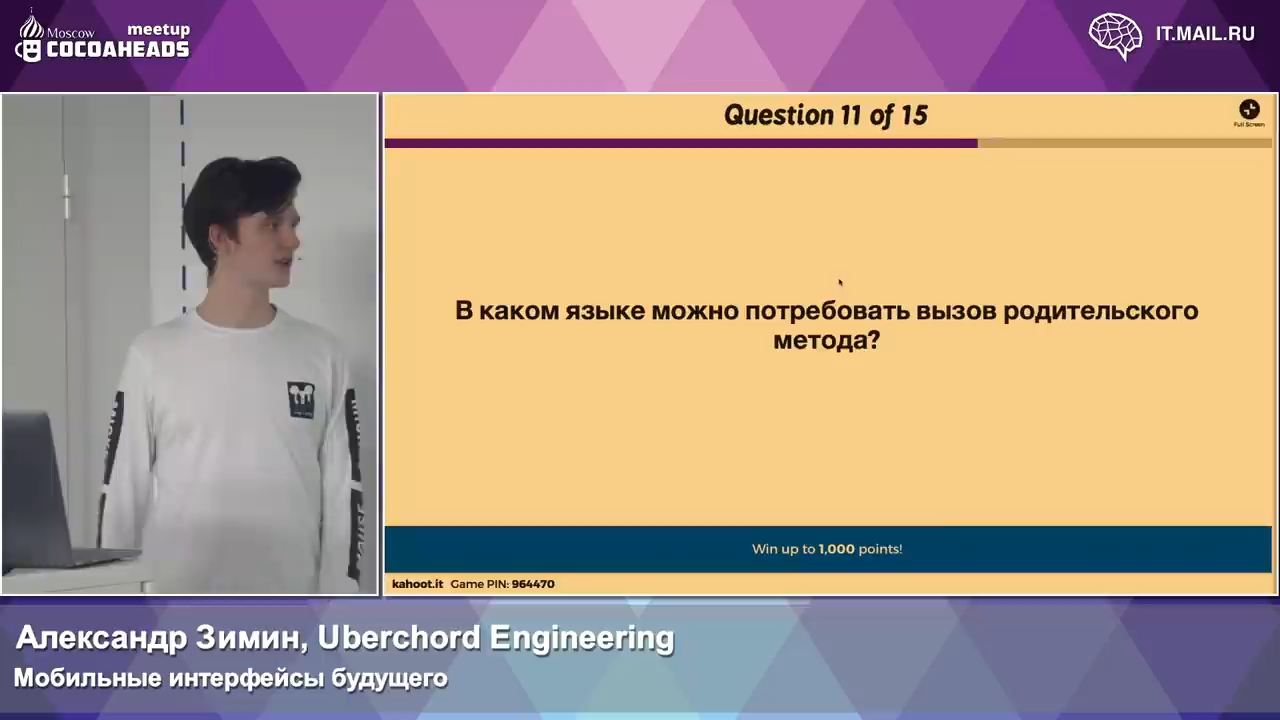 Moscow
meetup
COCOAHEADS
IT.MAIL.RU
Question 11 of 15
Full Screen
В каком языке можно потребовать вызов родительского
метода?
Win up to 1,000 points!
kahoot.it Game PIN: 964470
Александр Зимин, Uberchord Engineering
Мобильные интерфейсы будущего